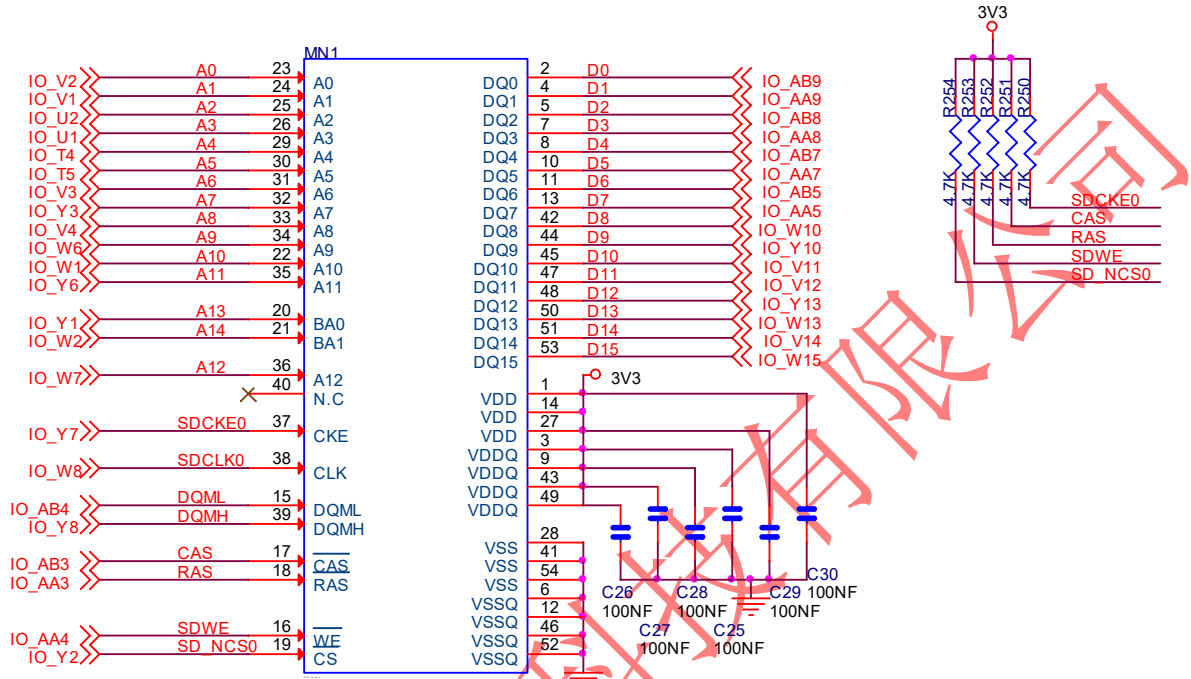 3V3
MN1
IO_V2 A0 23 A0 DQ0 2 D0 IO_AB9
IO_V1 A1 24 A1 DQ1 4 D1 IO_AA9
IO_U2 A2 25 A2 DQ2 5 D2 IO_AB8
IO_U1 A3 26 A3 DQ3 7 D3 IO_AA8
IO_T4 A4 29 A4 DQ4 8 D4 IO_AB7
IO_T5 A5 30 A5 DQ5 10 D5 IO_AA7
IO_V3 A6 31 A6 DQ6 11 D6 IO_AB5
IO_Y3 A7 32 A7 DQ7 13 D7 IO_AA5
IO_V4 A8 33 A8 DQ8 42 D8 IO_W10
IO_W6 A9 34 A9 DQ9 44 D9 IO_Y10
IO_W1 A10 22 A10 DQ10 45 D10 IO_V11
IO_Y6 A11 35 A11 DQ11 47 D11 IO_V12
DQ12 48 D12 IO_Y13
IO_Y1 A13 20 BA0 DQ13 50 D13 IO_W13
IO_W2 A14 21 BA1 DQ14 51 D14 IO_V14
DQ15 53 D15 IO_W15
IO_W7 A12 36 A12
40 N.C
3V3
VDD 1
VDD 14
VDD 27
VDDQ 3
VDDQ 9
VDDQ 43
VDDQ 49
IO_Y7 SDCKE0 37 CKE
IO_W8 SDCLK0 38 CLK
IO_AB4 DQML 15 DQML
IO_Y8 DQMH 39 DQMH
IO_AB3 CAS 17 CAS
IO_AA3 RAS 18 RAS
IO_AA4 SDWE 16 WE
IO_Y2 SD_NCS0 19 CS
VSS 28
VSS 41
VSS 54
VSSQ 6
VSSQ 12
VSSQ 46
VSSQ 52
C26 100NF
C27 100NF
C28 100NF
C25 100NF
C29 100NF
C30 100NF
R254 R253 R252 R251 R250
4.7K 4.7K 4.7K 4.7K 4.7K
SDCKE0
CAS
RAS
SDWE
SD_NCS0
技有限公司